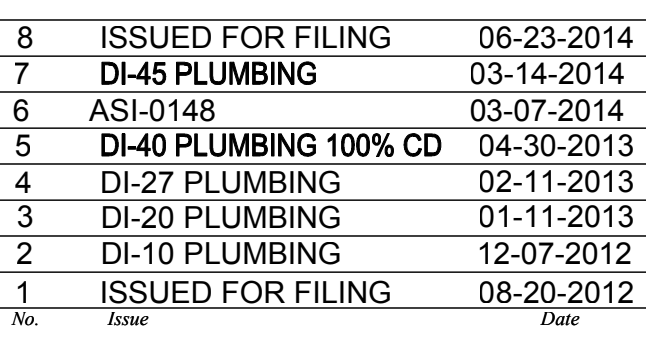 8 ISSUED FOR FILING 06-23-2014
7 DI-45 PLUMBING 03-14-2014
6 ASI-0148 03-07-2014
5 DI-40 PLUMBING 100% CD 04-30-2013
4 DI-27 PLUMBING 02-11-2013
3 DI-20 PLUMBING 01-11-2013
2 DI-10 PLUMBING 12-07-2012
1 ISSUED FOR FILING 08-20-2012
No. Issue Date